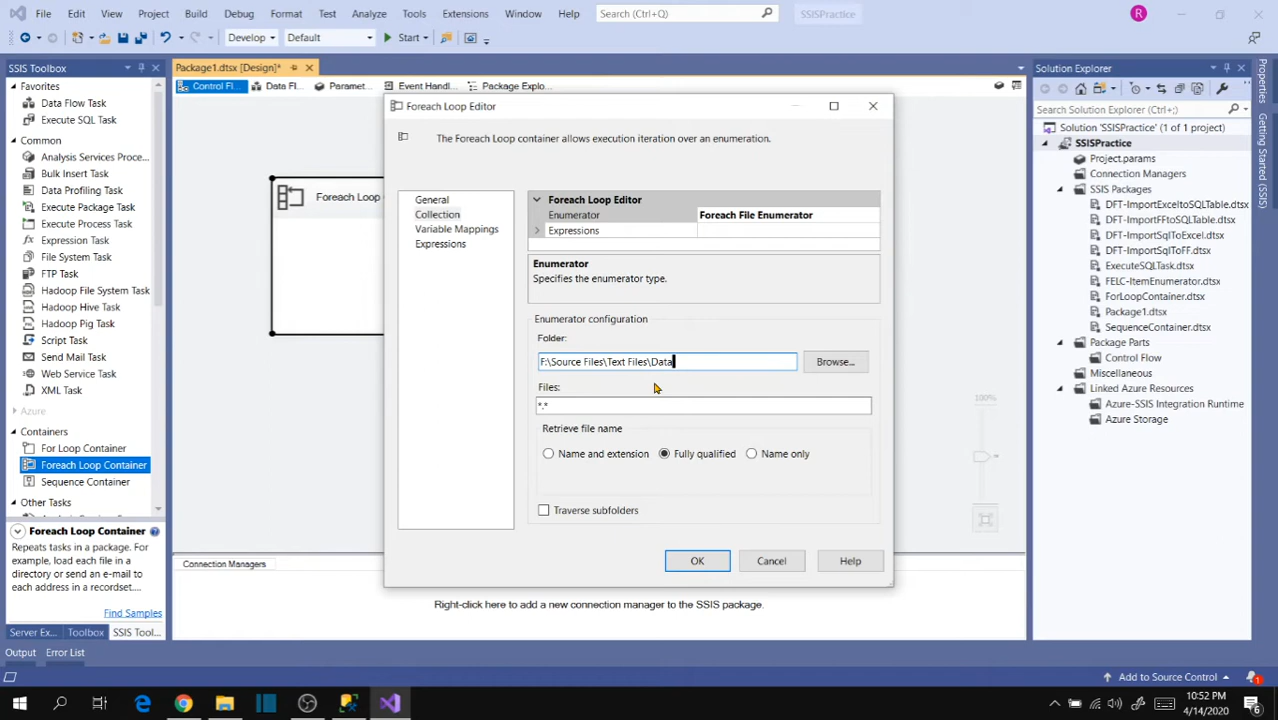 File Edit View Project Build Debug Format Test Analyze Tools Extensions Window Help Search (Ctrl+Q) SSISPractice R
Develop Default Start
SSIS Toolbox
Favorites
Data Flow Task
Execute SQL Task
Common
Analysis Services Proce...
Bulk Insert Task
Data Profiling Task
Execute Package Task
Execute Process Task
Expression Task
File System Task
FTP Task
Hadoop File System Task
Hadoop Hive Task
Hadoop Pig Task
Script Task
Send Mail Task
Web Service Task
XML Task
Azure
Containers
For Loop Container
Foreach Loop Container
Sequence Container
Other Tasks
Foreach Loop Container
Repeats tasks in a package. For
example, load each file in a
directory or send an e-mail to
each address in a recordset...
Find Samples
Server Ex... Toolbox SSIS Tool...
Package1.dtsx [Design]*
Control Fl... Data Fl... Paramet... Event Handl... Package Explo...
Foreach Loop
Foreach Loop Editor
The Foreach Loop container allows execution iteration over an enumeration.
General
Collection
Variable Mappings
Expressions
Foreach Loop Editor
Enumerator Foreach File Enumerator
Expressions
Enumerator
Specifies the enumerator type.
Enumerator configuration
Folder:
F:\Source Files\Text Files\Data
Browse...
Files:
*.*
Retrieve file name
Name and extension Fully qualified Name only
Traverse subfolders
OK Cancel Help
100%
Connection Managers
Right-click here to add a new connection manager to the SSIS package.
Solution Explorer
Search Solution Explorer (Ctrl+;)
Solution 'SSISPractice' (1 of 1 project)
SSISPractice
Project.params
Connection Managers
SSIS Packages
DFT-ImportExceltoSQLTable.dtsx
DFT-ImportFFtoSQLTable.dtsx
DFT-ImportSqlToExcel.dtsx
DFT-ImportSqlToFF.dtsx
ExecuteSQLTask.dtsx
FELC-ItemEnumerator.dtsx
ForLoopContainer.dtsx
Package1.dtsx
SequenceContainer.dtsx
Package Parts
Control Flow
Miscellaneous
Linked Azure Resources
Azure-SSIS Integration Runtime
Azure Storage
Properties
Getting Started (SSIS)
Output Error List
Add to Source Control 1
10:52 PM
4/14/2020
6